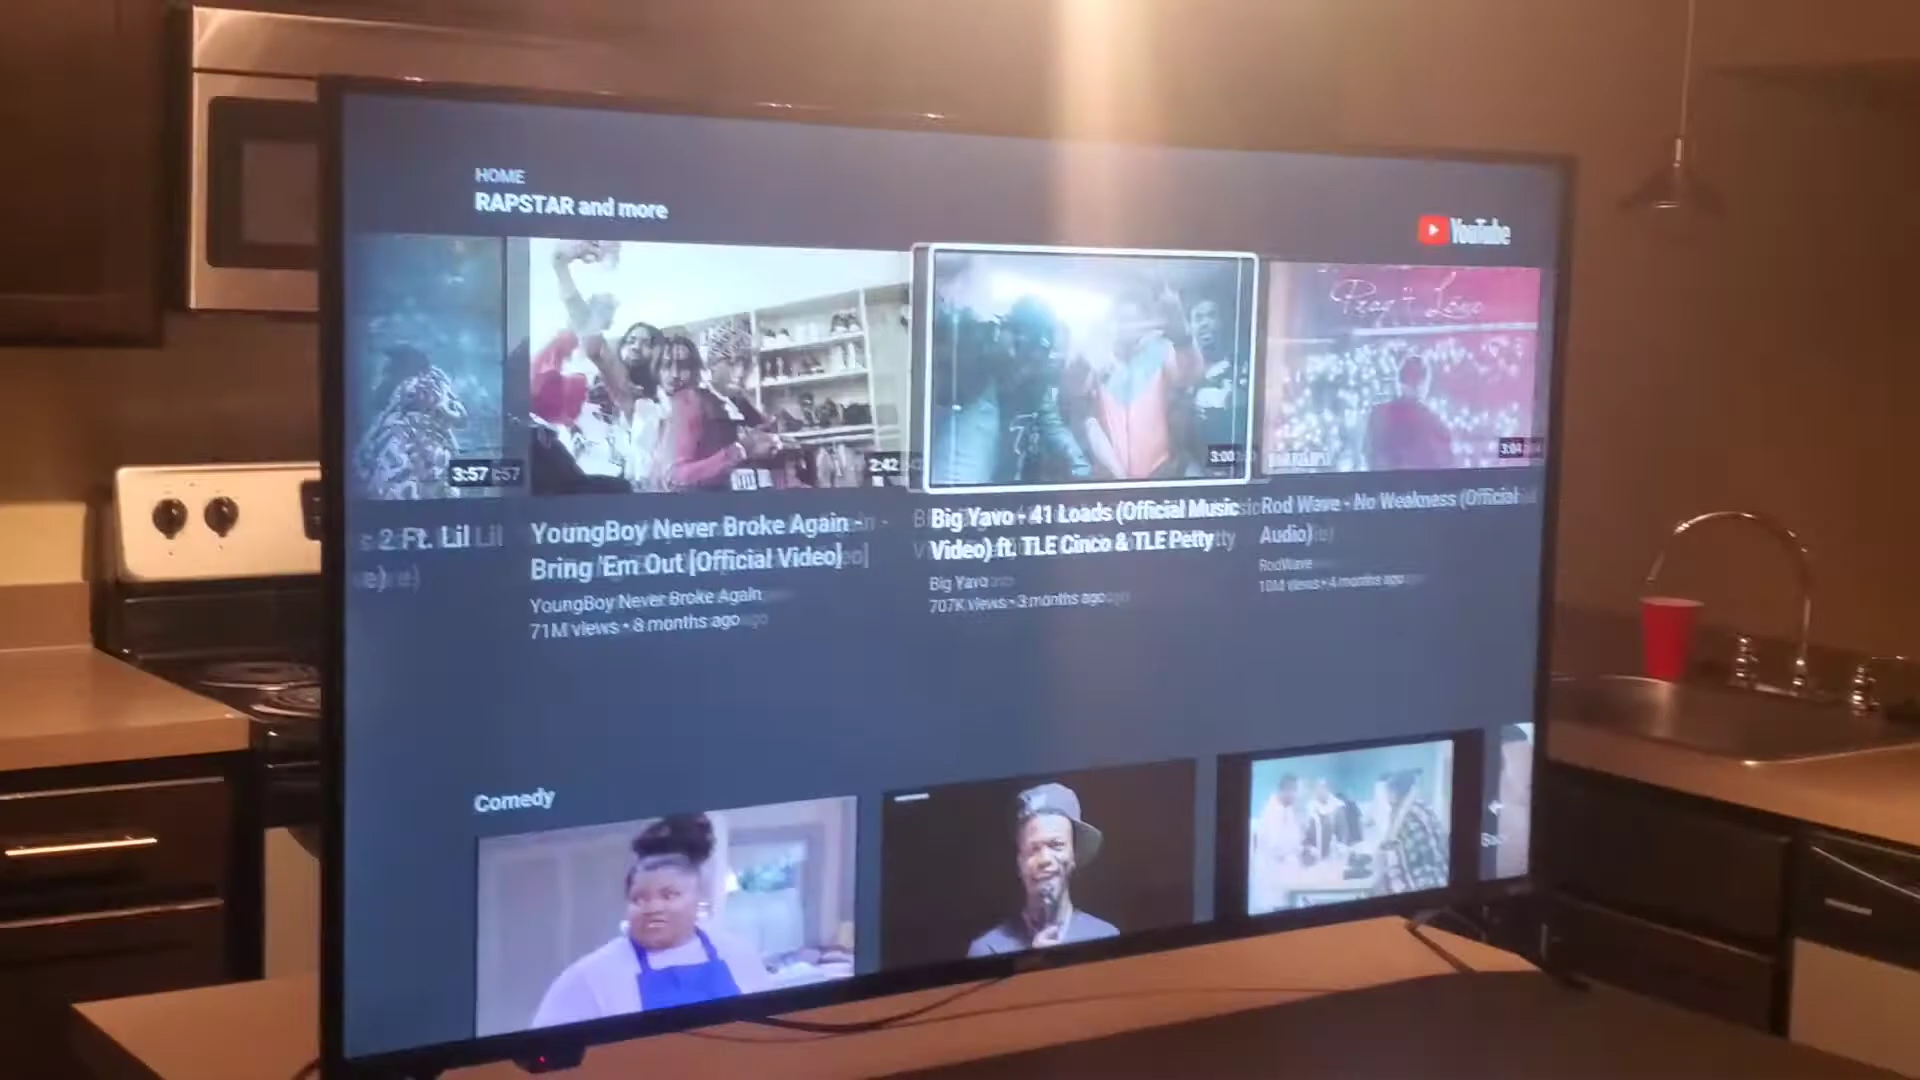 HOME
RAPSTAR and more
YouTube
Peace & Love
3:57
2:42
3:00
3:04
2 Ft. Lil
YoungBoy Never Broke Again -
Bring 'Em Out [Official Video]
YoungBoy Never Broke Again
71M views • 8 months ago
Big Yavo - 41 Loads (Official Music
Video) ft. TLE Cinco & TLE Petty
Big Yavo
707K views • 3 months ago
Rod Wave - No Weakness (Official
Audio)
RodWave
10M views • 4 months ago
Comedy